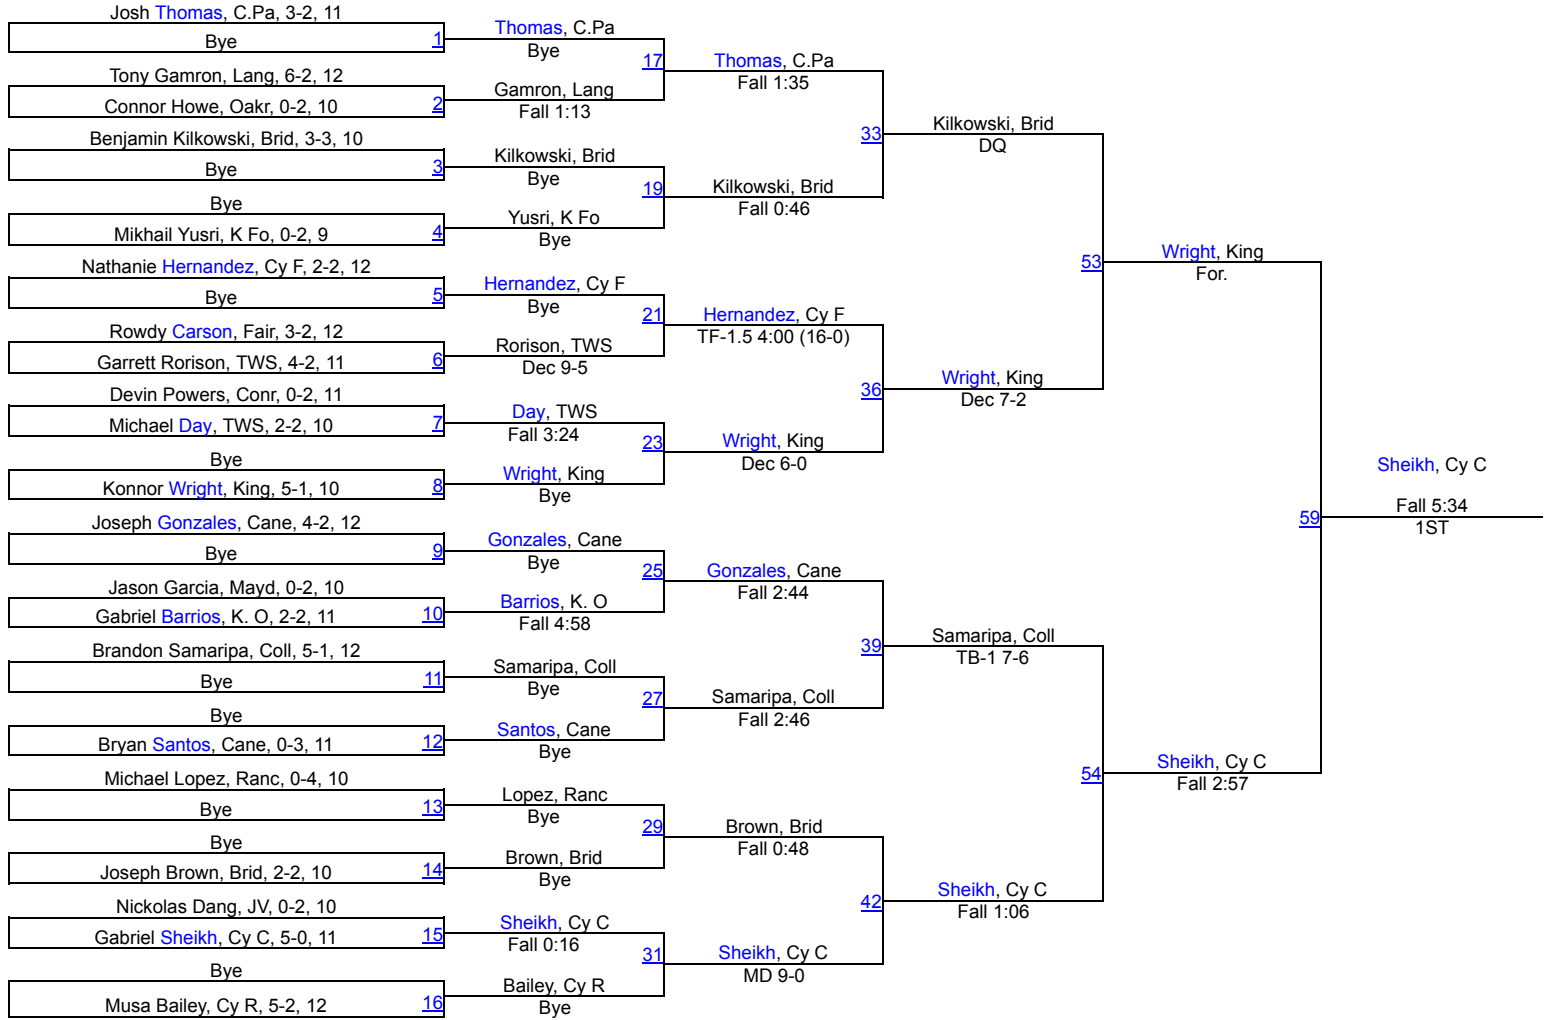 Josh Thomas, C.Pa, 3-2, 11
Bye
1
Tony Gamron, Lang, 6-2, 12
Connor Howe, Oakr, 0-2, 10
2
Benjamin Kilkowski, Brid, 3-3, 10
Bye
3
Bye
Mikhail Yusri, K Fo, 0-2, 9
4
Nathanie Hernandez, Cy F, 2-2, 12
Bye
5
Rowdy Carson, Fair, 3-2, 12
Garrett Rorison, TWS, 4-2, 11
6
Devin Powers, Conr, 0-2, 11
Michael Day, TWS, 2-2, 10
7
Bye
Konnor Wright, King, 5-1, 10
8
Joseph Gonzales, Cane, 4-2, 12
Bye
9
Jason Garcia, Mayd, 0-2, 10
Gabriel Barrios, K. O, 2-2, 11
10
Brandon Samaripa, Coll, 5-1, 12
Bye
11
Bye
Bryan Santos, Cane, 0-3, 11
12
Michael Lopez, Ranc, 0-4, 10
Bye
13
Bye
Joseph Brown, Brid, 2-2, 10
14
Nickolas Dang, JV, 0-2, 10
Gabriel Sheikh, Cy C, 5-0, 11
15
Bye
Musa Bailey, Cy R, 5-2, 12
16
Thomas, C.Pa
Bye
17
Gamron, Lang
Fall 1:13
Kilkowski, Brid
Bye
19
Yusri, K Fo
Bye
Hernandez, Cy F
Bye
21
Rorison, TWS
Dec 9-5
Day, TWS
Fall 3:24
23
Wright, King
Bye
Gonzales, Cane
Bye
25
Barrios, K. O
Fall 4:58
Samaripa, Coll
Bye
27
Santos, Cane
Bye
Lopez, Ranc
Bye
29
Brown, Brid
Bye
Sheikh, Cy C
Fall 0:16
31
Bailey, Cy R
Bye
Thomas, C.Pa
Fall 1:35
33
Kilkowski, Brid
Fall 0:46
Hernandez, Cy F
TF-1.5 4:00 (16-0)
36
Wright, King
Dec 6-0
Gonzales, Cane
Fall 2:44
39
Samaripa, Coll
Fall 2:46
Brown, Brid
Fall 0:48
42
Sheikh, Cy C
MD 9-0
Kilkowski, Brid
DQ
53
Wright, King
Dec 7-2
Samaripa, Coll
TB-1 7-6
54
Sheikh, Cy C
Fall 1:06
Wright, King
For.
59
Sheikh, Cy C
Fall 2:57
Sheikh, Cy C
Fall 5:34
1ST